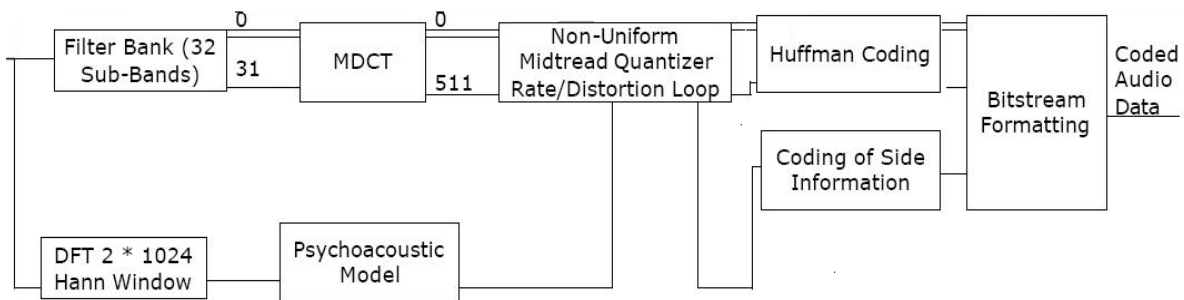 0
0
Filter Bank (32
Sub-Bands)
31
MDCT
511
Non-Uniform
Midtread Quantizer
Rate/Distortion Loop
Huffman Coding
Coded
Audio
Data
Bitstream
Formatting
Coding of Side
Information
DFT 2 * 1024
Hann Window
Psychoacoustic
Model